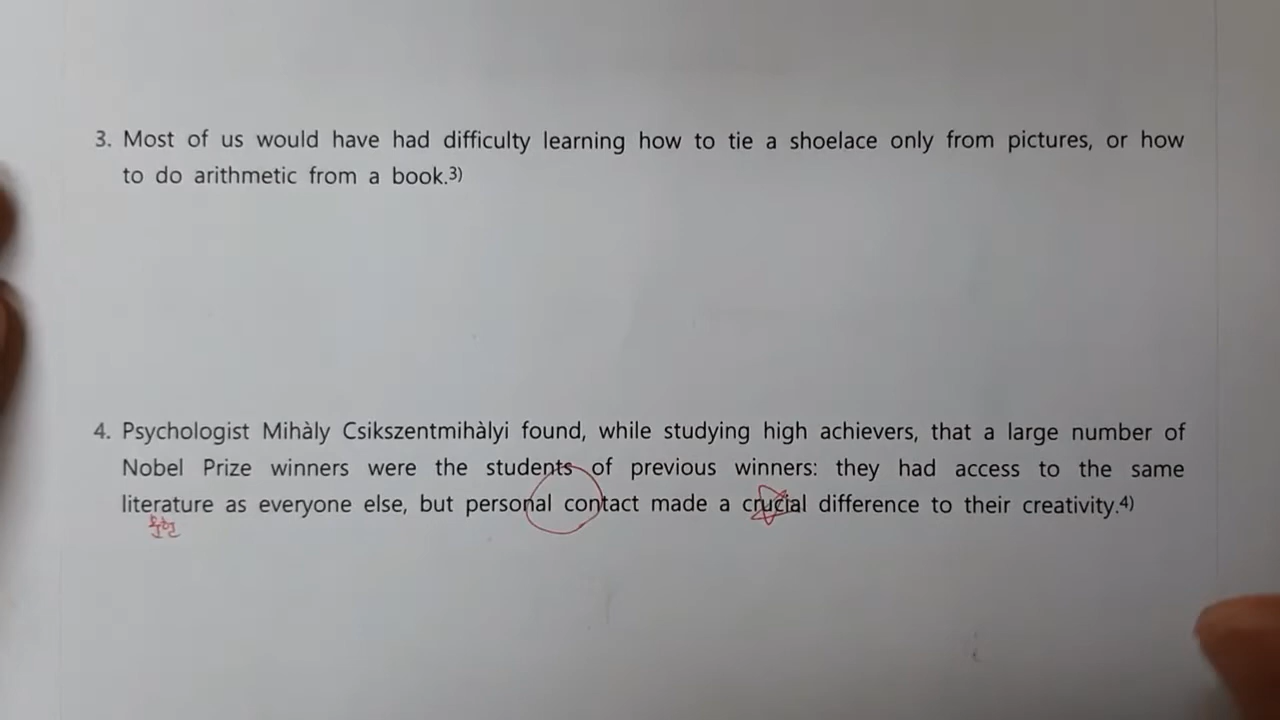 3. Most of us would have had difficulty learning how to tie a shoelace only from pictures, or how
to do arithmetic from a book.3)
4. Psychologist Mihàly Csikszentmihàlyi found, while studying high achievers, that a large number of
Nobel Prize winners were the students of previous winners: they had access to the same
literature as everyone else, but personal contact made a crucial difference to their creativity.4)
문헌